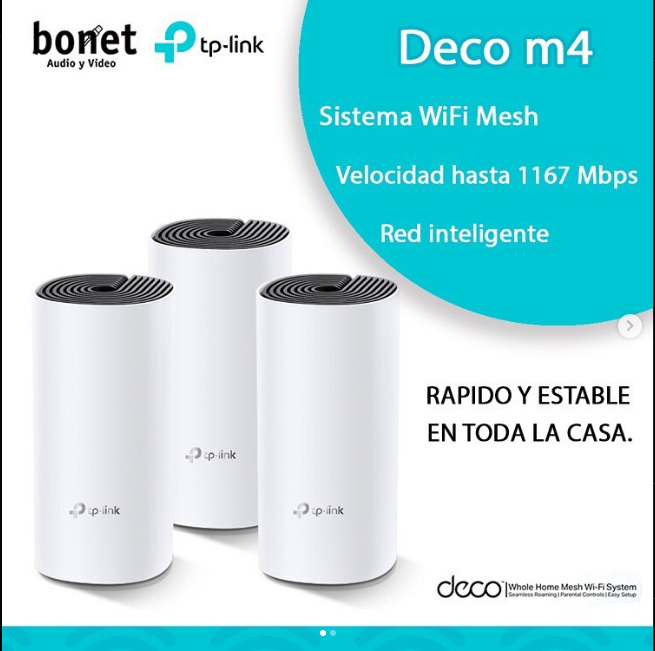 bonet
Audio y Video
tp-link
Deco m4
Sistema WiFi Mesh
Velocidad hasta 1167 Mbps
Red inteligente
RAPIDO Y ESTABLE
EN TODA LA CASA.
tp-link
tp-link
tp-link
deco
Whole Home Mesh Wi-Fi System
Seamless Roaming | Parental Controls | Easy Setup